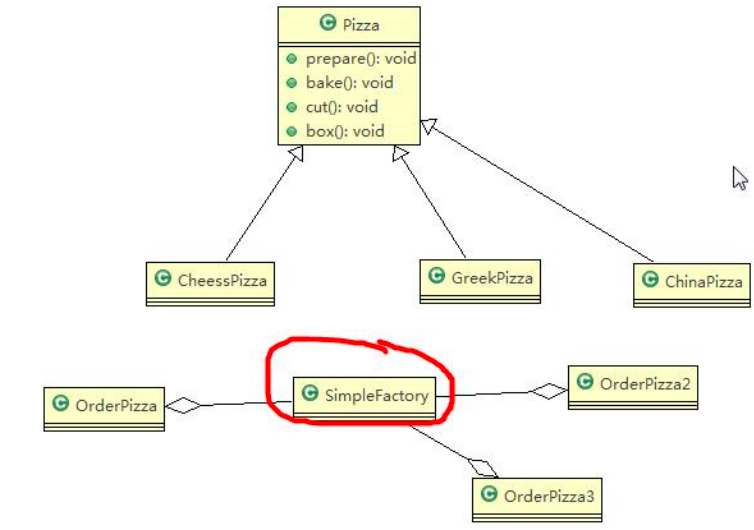 Pizza
prepare(): void
bake(): void
cut(): void
box(): void
CheessPizza
GreekPizza
ChinaPizza
OrderPizza
SimpleFactory
OrderPizza2
OrderPizza3